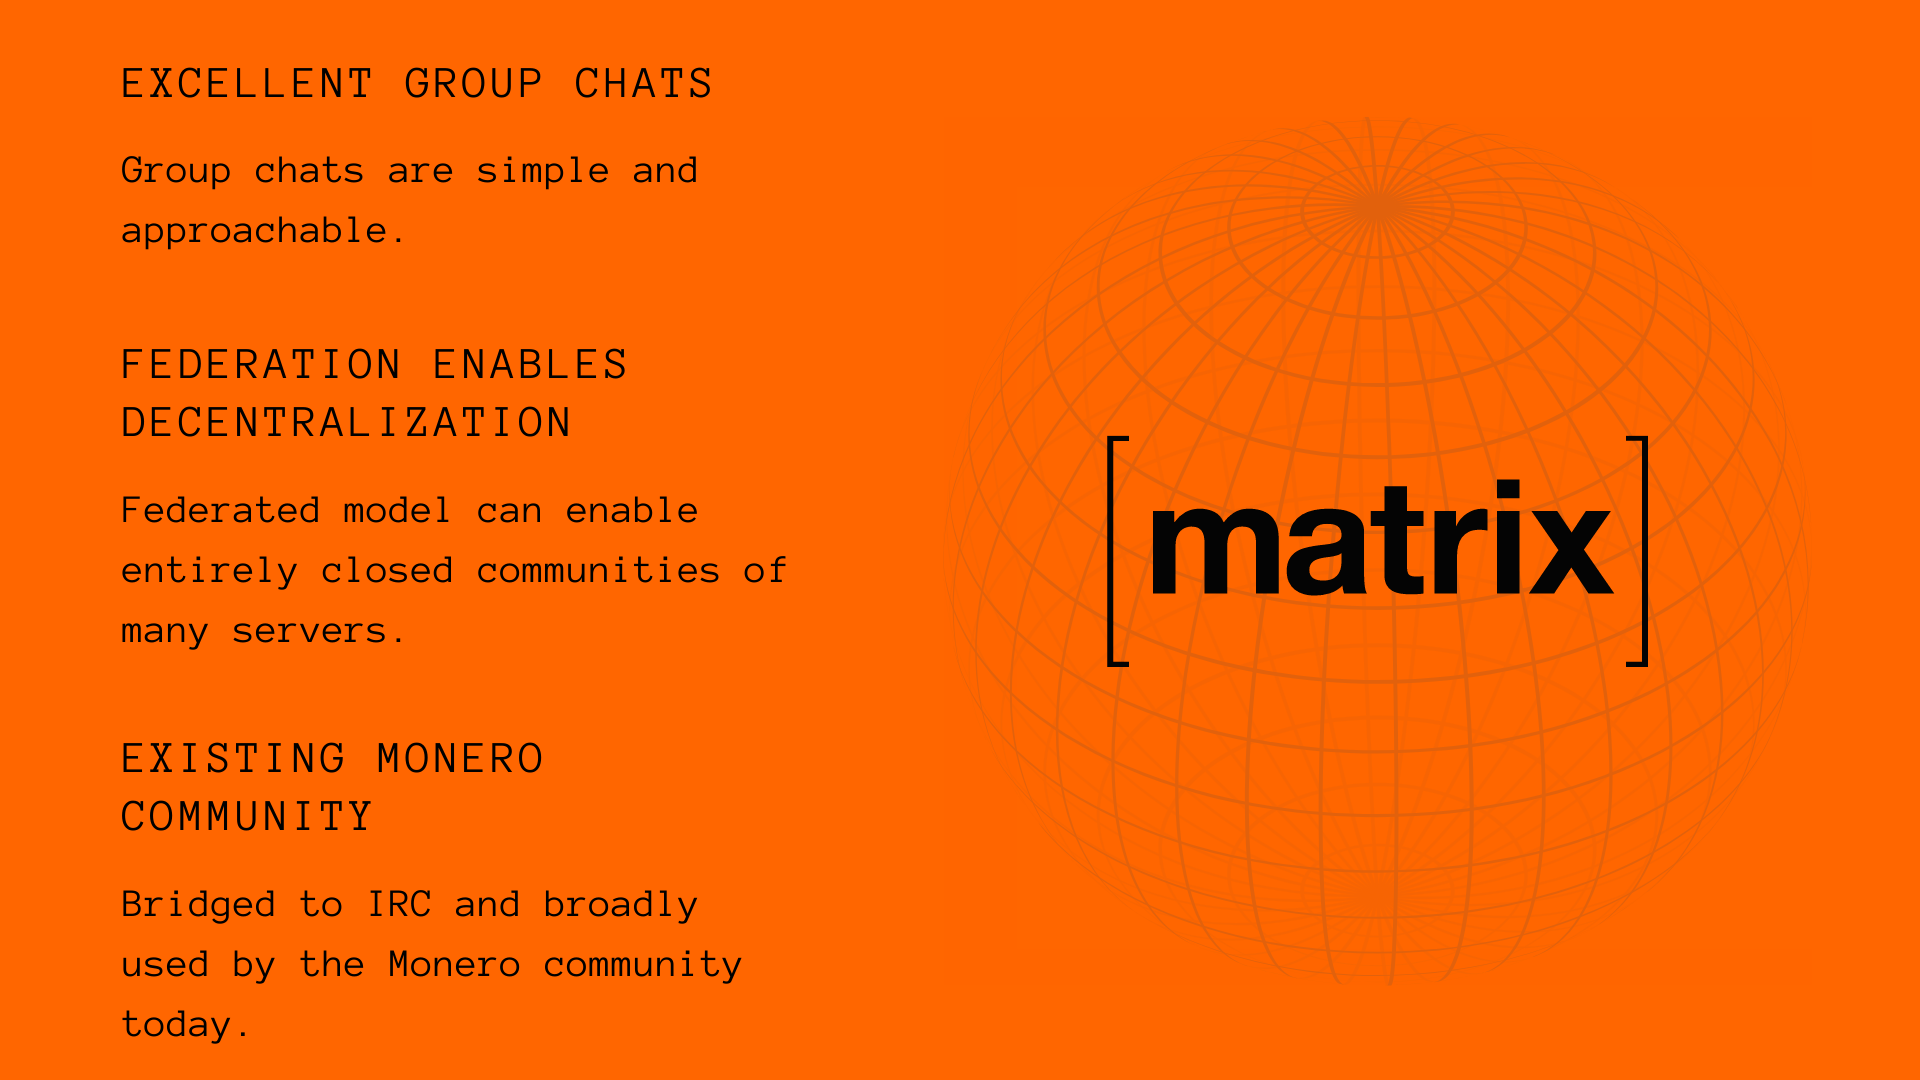 EXCELLENT GROUP CHATS
Group chats are simple and
approachable.
FEDERATION ENABLES
DECENTRALIZATION
Federated model can enable
entirely closed communities of
many servers.
EXISTING MONERO
COMMUNITY
Bridged to IRC and broadly
used by the Monero community
today.
[matrix]